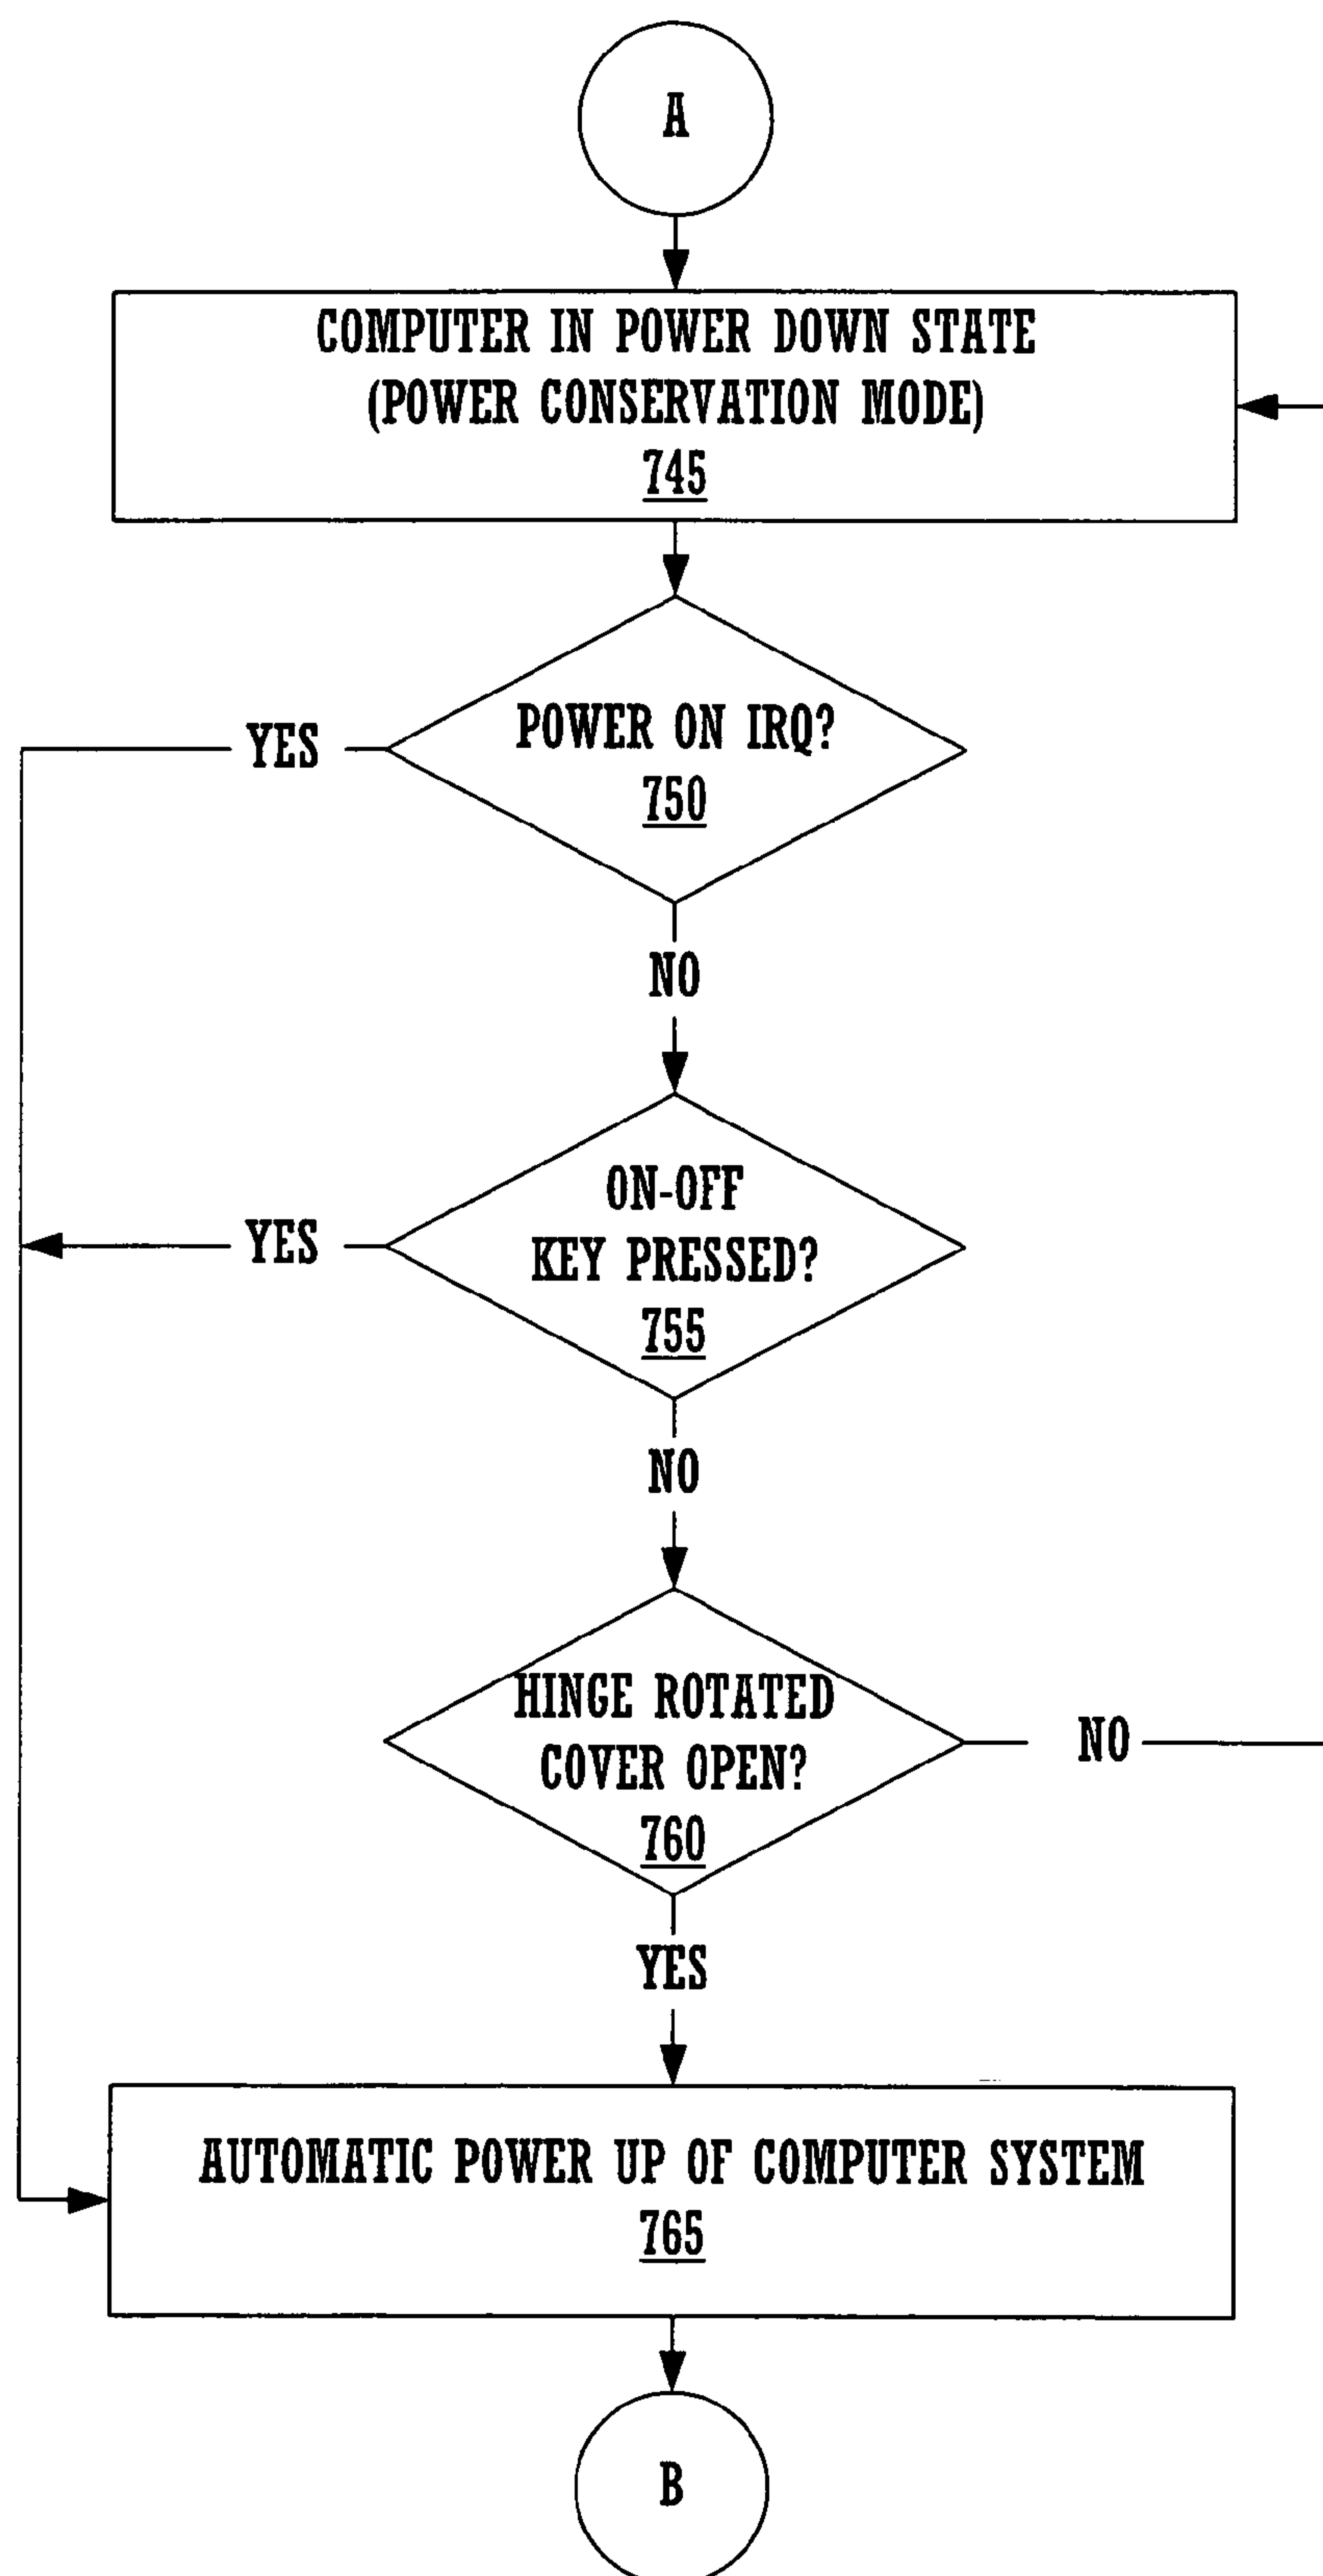 A
COMPUTER IN POWER DOWN STATE
(POWER CONSERVATION MODE)
745
POWER ON IRQ?
750
YES
NO
ON-OFF
KEY PRESSED?
755
YES
NO
HINGE ROTATED
COVER OPEN?
760
NO
YES
AUTOMATIC POWER UP OF COMPUTER SYSTEM
765
B